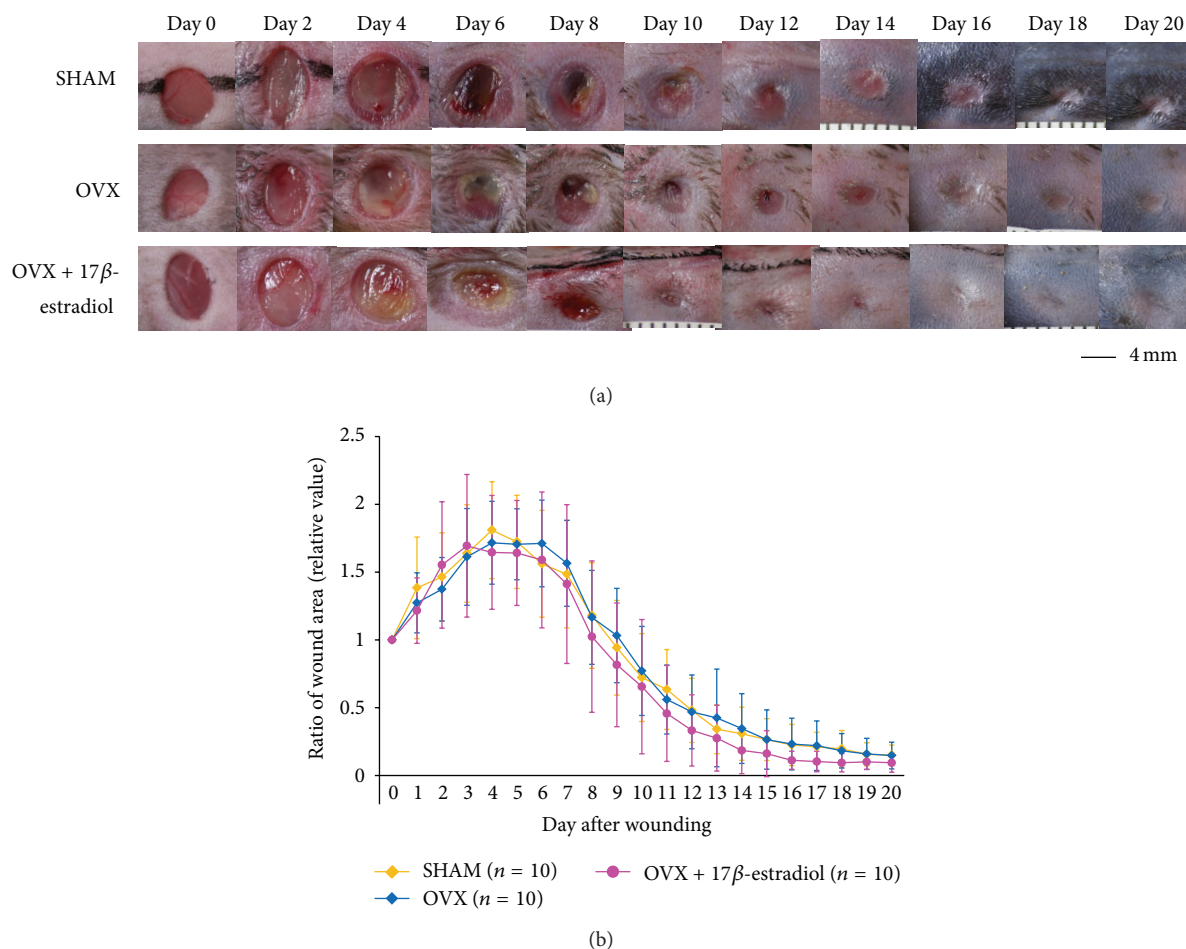 Day 0 Day 2 Day 4 Day 6 Day 8 Day 10 Day 12 Day 14 Day 16 Day 18 Day 20
SHAM
OVX
OVX + 17β-
estradiol
4 mm
(a)
2.5
2
1.5
1
0.5
0
Ratio of wound area (relative value)
0 1 2 3 4 5 6 7 8 9 10 11 12 13 14 15 16 17 18 19 20
Day after wounding
SHAM (n = 10)
OVX (n = 10)
OVX + 17β-estradiol (n = 10)
(b)